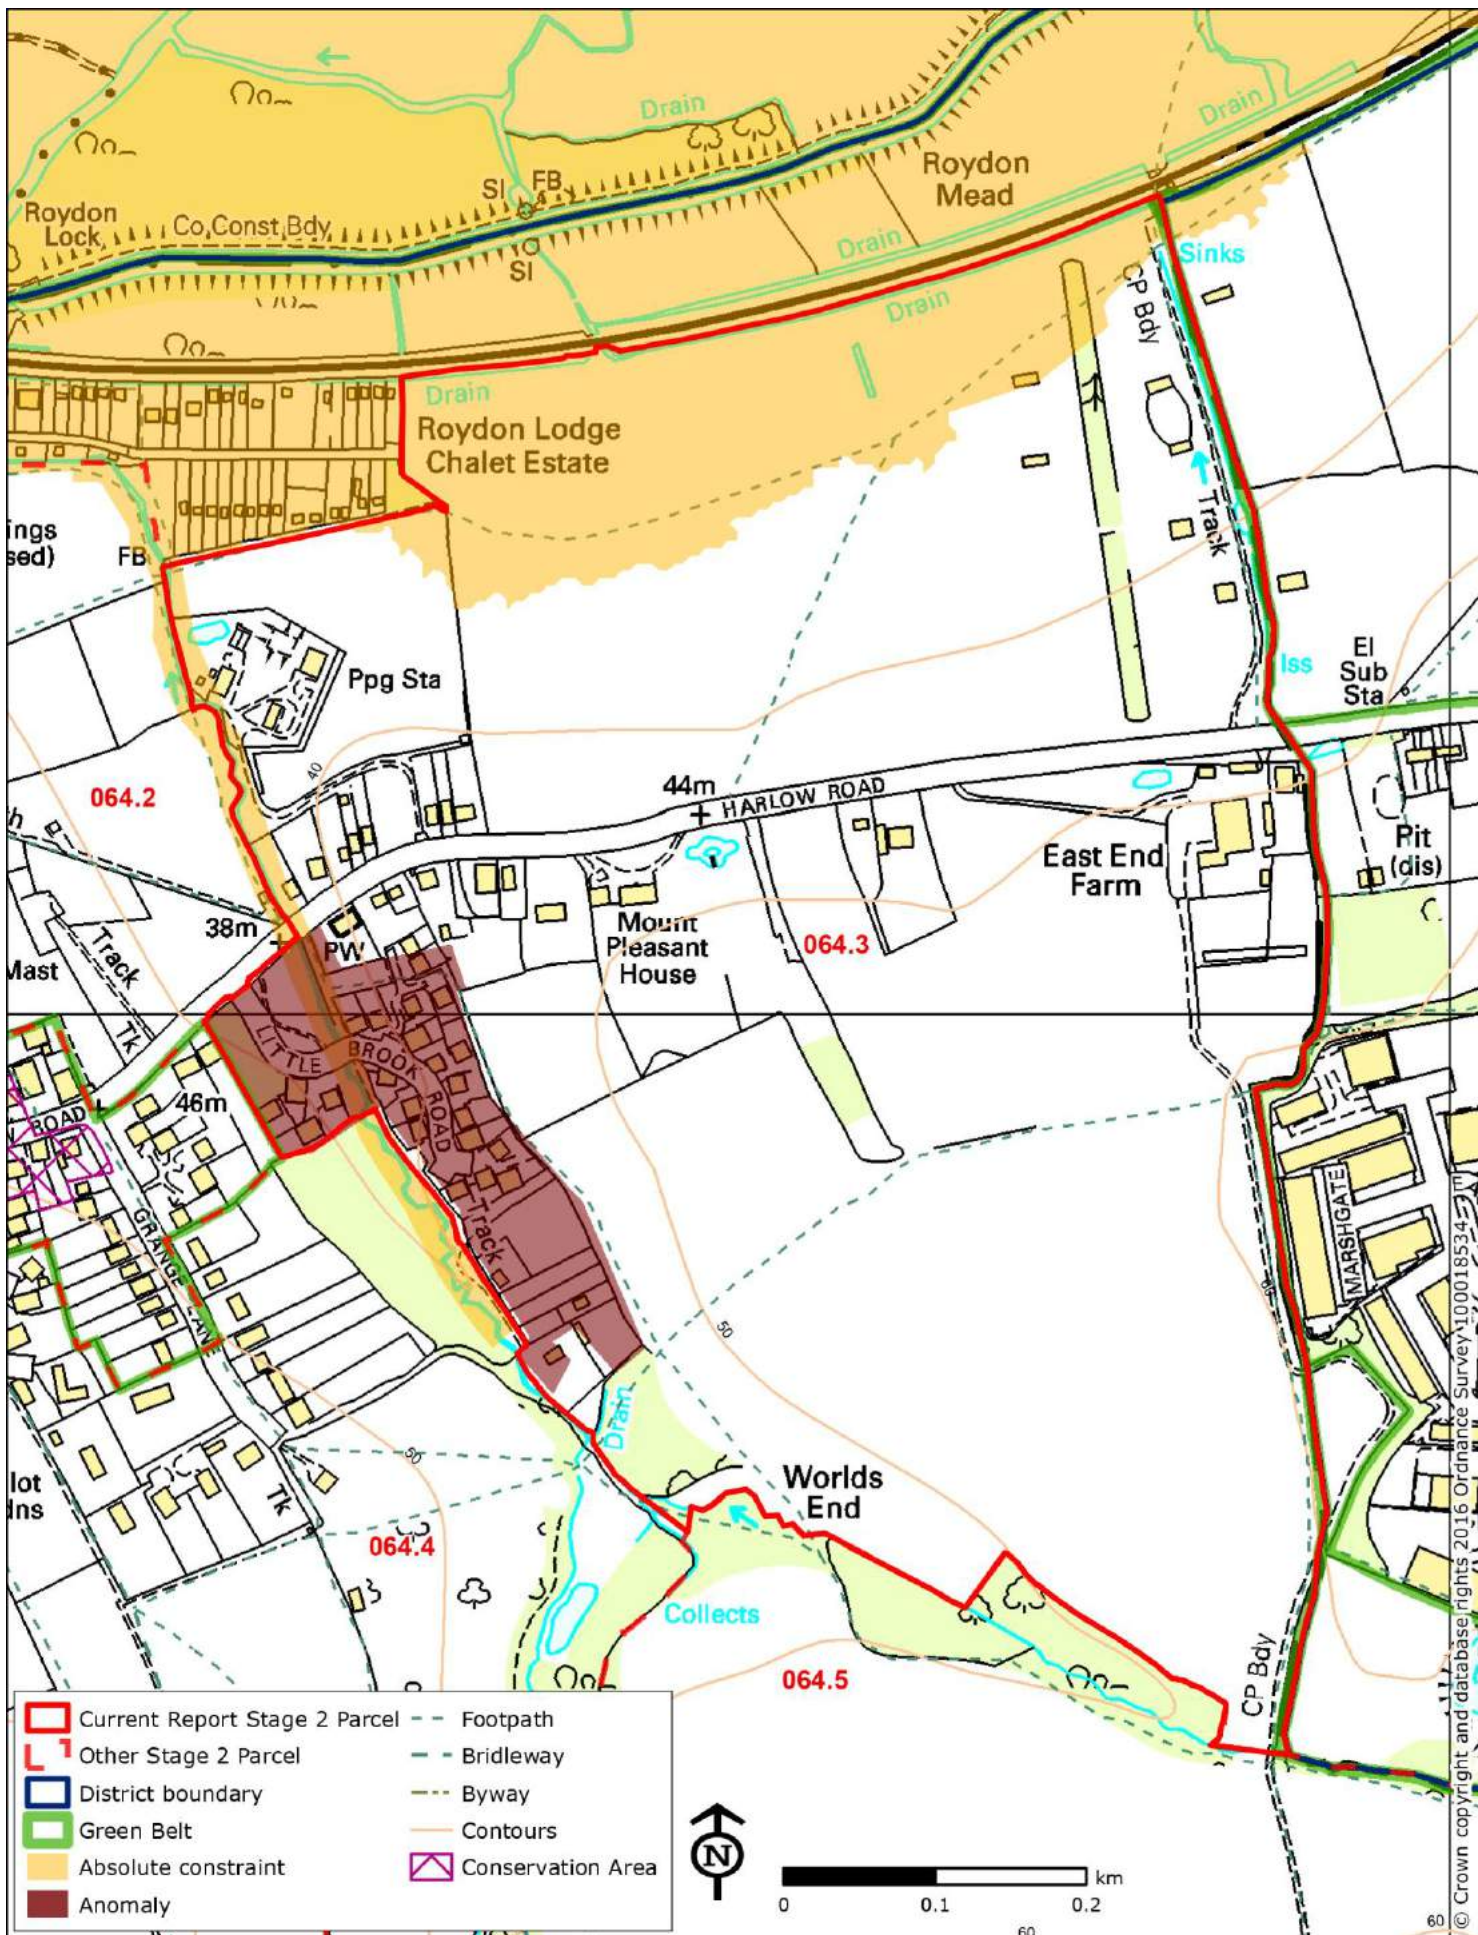 Drain
Drain
Roydon
Mead
SI
FB
Roydon
Lock
Co Const Bdy
SI
Drain
Sinks
Drain
CP Bdy
Drain
Roydon Lodge
Chalet Estate
ings
sed)
FB
Track
Iss
El
Sub
Sta
Ppg Sta
40
064.2
44m
HARLOW ROAD
h
Pit
(dis)
East End
Farm
38m
PW
Mount
Pleasant
House
064.3
Mast
Track
Tk
LITTLE
BROOK
ROAD
46m
ROAD
Track
GRANGE LANE
MARSHGATE
50
60
Drain
50
lot
dns
Tk
Worlds
End
064.4
Collects
064.5
CP Bdy
Current Report Stage 2 Parcel
Other Stage 2 Parcel
District boundary
Green Belt
Absolute constraint
Anomaly
Footpath
Bridleway
Byway
Contours
Conservation Area
N
km
0
0.1
0.2
60
60
© Crown copyright and database rights 2016 Ordnance Survey 100018534